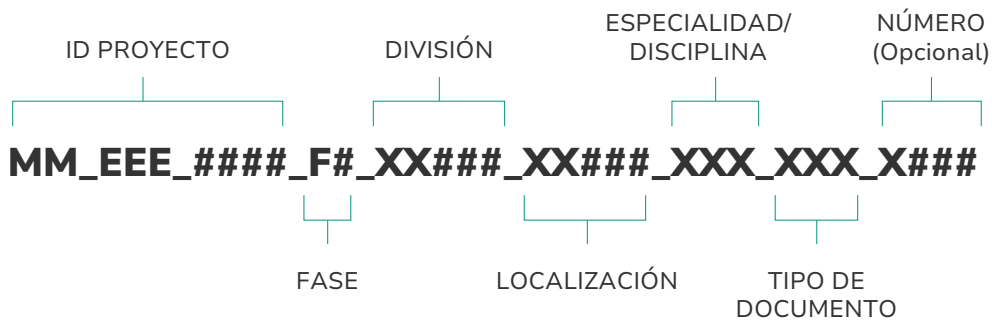 ID PROYECTO
DIVISIÓN
ESPECIALIDAD/
DISCIPLINA
NÚMERO
(Opcional)
MM_EEE_####_F#_XX###_XX###_XXX_XXX_X###
FASE
LOCALIZACIÓN
TIPO DE
DOCUMENTO